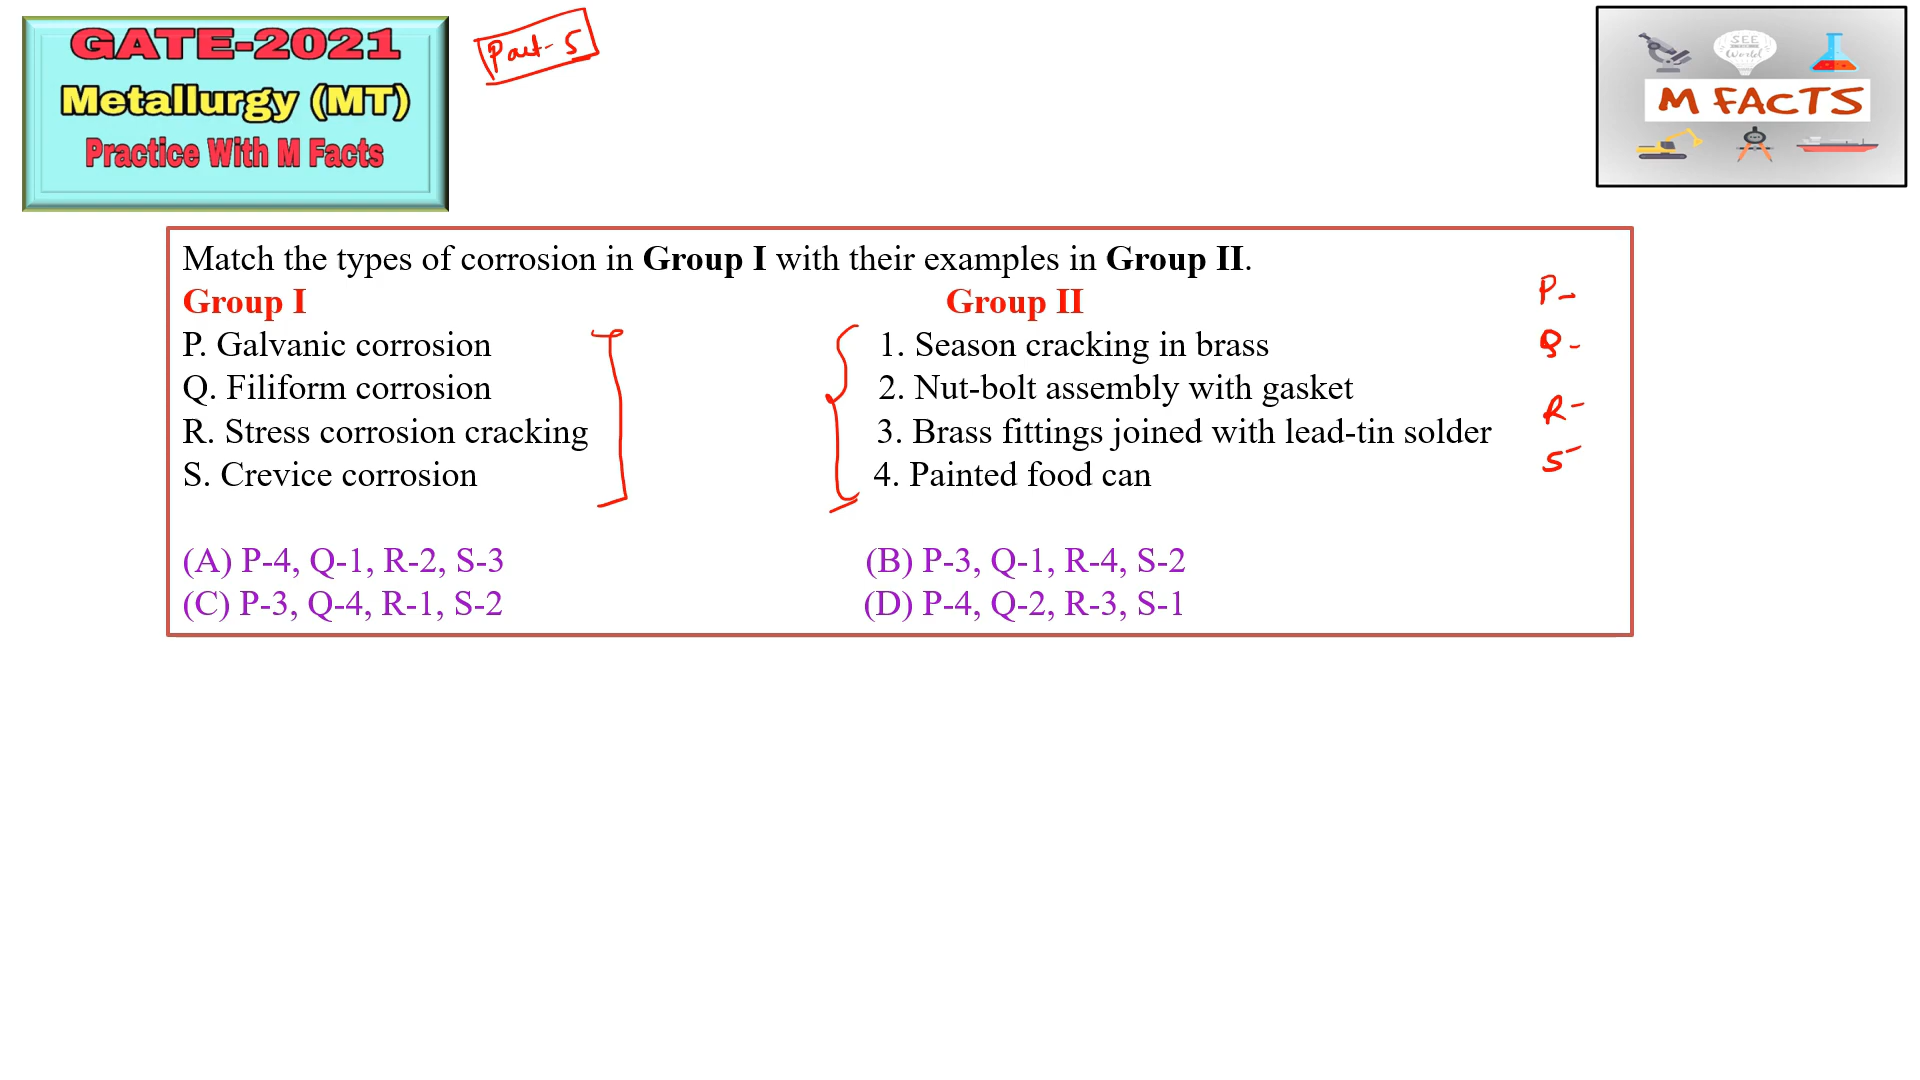 GATE-2021
Metallurgy (MT)
Practice With M Facts
Part-5
SEE
World
M FACTS
Match the types of corrosion in Group I with their examples in Group II.
Group I Group II
P. Galvanic corrosion 1. Season cracking in brass
Q. Filiform corrosion 2. Nut-bolt assembly with gasket
R. Stress corrosion cracking 3. Brass fittings joined with lead-tin solder
S. Crevice corrosion 4. Painted food can
P-
Q-
R-
S-
(A) P-4, Q-1, R-2, S-3 (B) P-3, Q-1, R-4, S-2
(C) P-3, Q-4, R-1, S-2 (D) P-4, Q-2, R-3, S-1